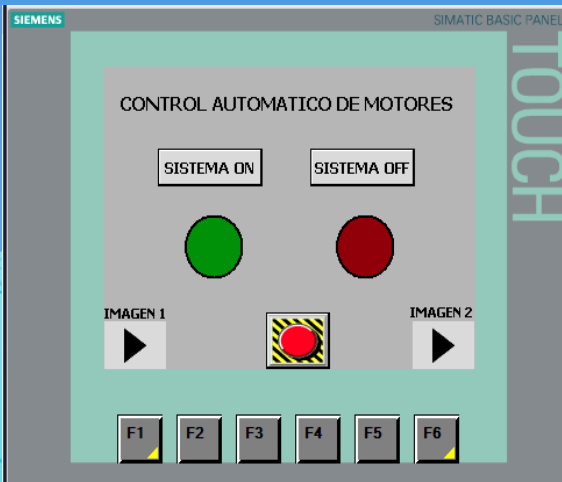 SIEMENS
SIMATIC BASIC PANEL
TOUCH
CONTROL AUTOMATICO DE MOTORES
SISTEMA ON
SISTEMA OFF
IMAGEN 1
IMAGEN 2
F1
F2
F3
F4
F5
F6